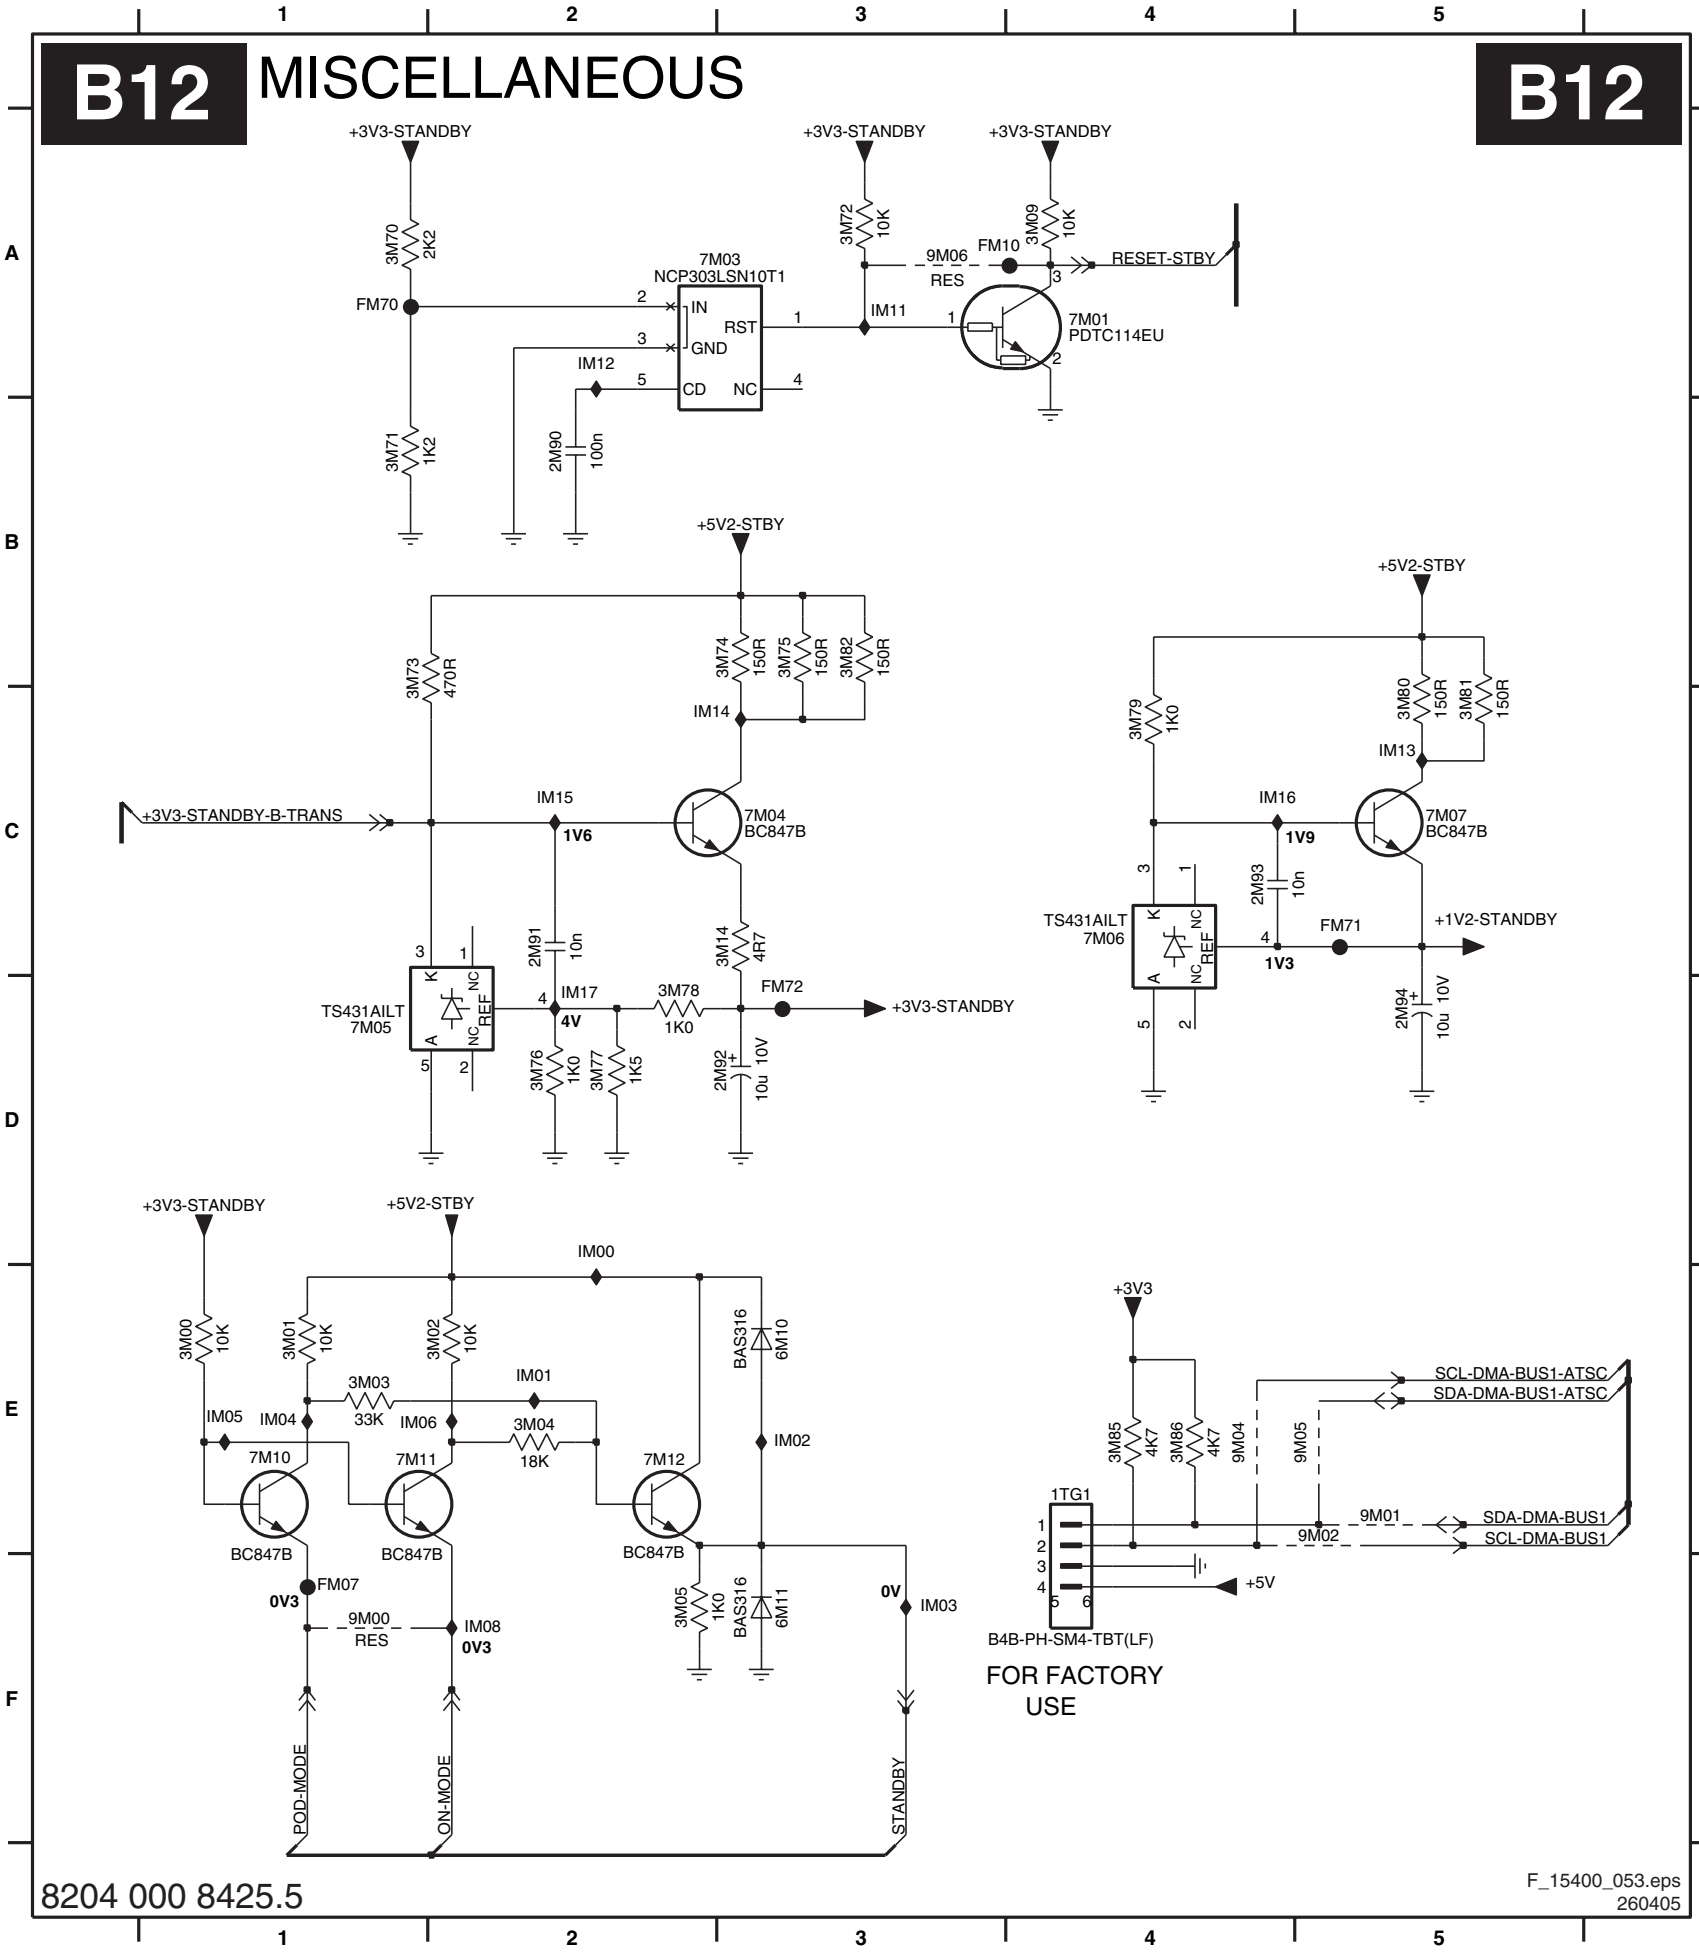 1 2 3 4 5
B12 MISCELLANEOUS B12
+3V3-STANDBY +3V3-STANDBY +3V3-STANDBY
A
3M70 2K2
3M72 10K
3M09 10K
FM10
9M06
RES
RESET-STBY
7M03
NCP303LSN10T1
FM70
2 IN
3 GND
5 CD
RST 1
NC 4
IM11
IM12
1
3
2
7M01
PDTC114EU
3M71 1K2
2M90 100n
B
+5V2-STBY
+5V2-STBY
3M73 470R
3M74 150R
3M75 150R
3M82 150R
IM14
3M79 1K0
3M80 150R
3M81 150R
IM13
C
+3V3-STANDBY-B-TRANS
IM15
1V6
7M04
BC847B
IM16
1V9
7M07
BC847B
2M91 10n
3M14 4R7
3 1
K NC
A NC
REF
5 2
TS431AILT
7M05
4 IM17
4V
3M78
1K0
FM72
+3V3-STANDBY
3M76 1K0
3M77 1K5
2M92 + 10u 10V
3 1
K NC
A NC
REF
5 2
TS431AILT
7M06
2M93 10n
4
1V3
FM71
+1V2-STANDBY
2M94 + 10u 10V
D
+3V3-STANDBY
+5V2-STBY
IM00
3M00 10K
3M01 10K
3M02 10K
BAS316 6M10
E
3M03
33K
IM01
IM05
IM04
IM06
3M04
18K
IM02
7M10
7M11
7M12
BC847B
BC847B
BC847B
FM07
0V3
9M00
RES
IM08
0V3
3M05 1K0
BAS316 6M11
0V
IM03
+3V3
SCL-DMA-BUS1-ATSC
SDA-DMA-BUS1-ATSC
3M85 4K7
3M86 4K7
9M04
9M05
1TG1
1
2
3
4
5 6
9M01
SDA-DMA-BUS1
9M02
SCL-DMA-BUS1
+5V
B4B-PH-SM4-TBT(LF)
FOR FACTORY
USE
F
POD-MODE
ON-MODE
STANDBY
8204 000 8425.5
F_15400_053.eps
260405
1 2 3 4 5